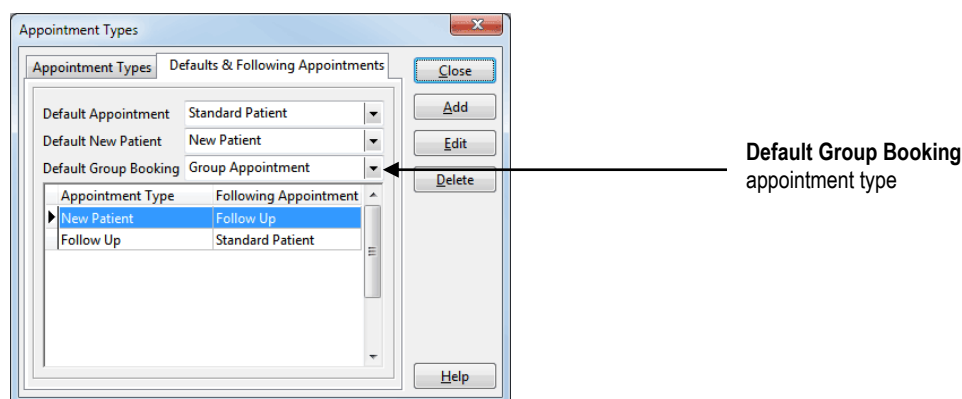 Appointment Types
X
Appointment Types Defaults & Following Appointments
Close
Default Appointment Standard Patient
Add
Default New Patient New Patient
Edit
Default Group Booking Group Appointment
Delete
Appointment Type Following Appointment
New Patient Follow Up
Follow Up Standard Patient
Help
Default Group Booking
appointment type